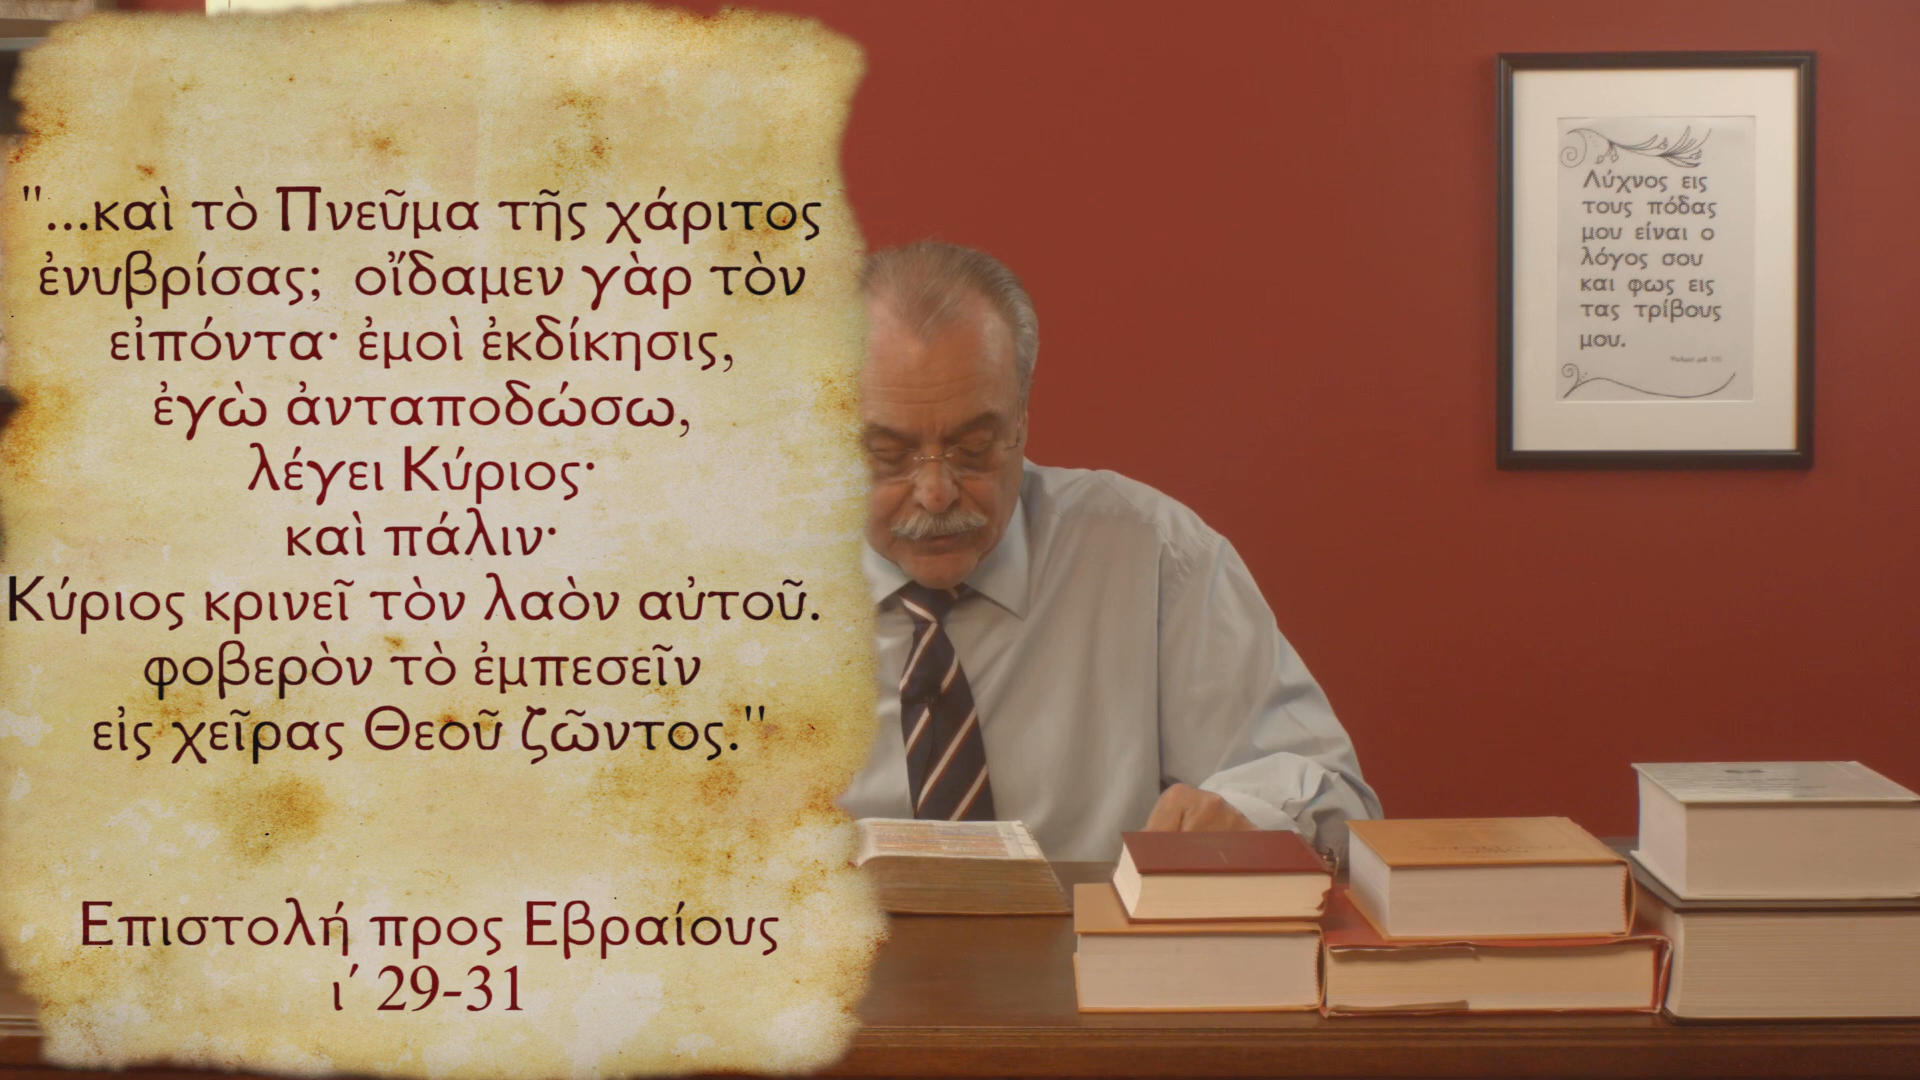 "...καὶ τὸ Πνεῦμα τῆς χάριτος
ἐνυβρίσας; οἴδαμεν γὰρ τὸν
εἰπόντα· ἐμοὶ ἐκδίκησις,
ἐγὼ ἀνταποδώσω,
λέγει Κύριος·
καὶ πάλιν·
Κύριος κρινεῖ τὸν λαὸν αὐτοῦ.
φοβερὸν τὸ ἐμπεσεῖν
εἰς χεῖρας Θεοῦ ζῶντος."
Επιστολή προς Εβραίους
ι΄ 29-31
Λύχνος εις
τους πόδας
μου είναι ο
λόγος σου
και φως εις
τας τρίβους
μου.